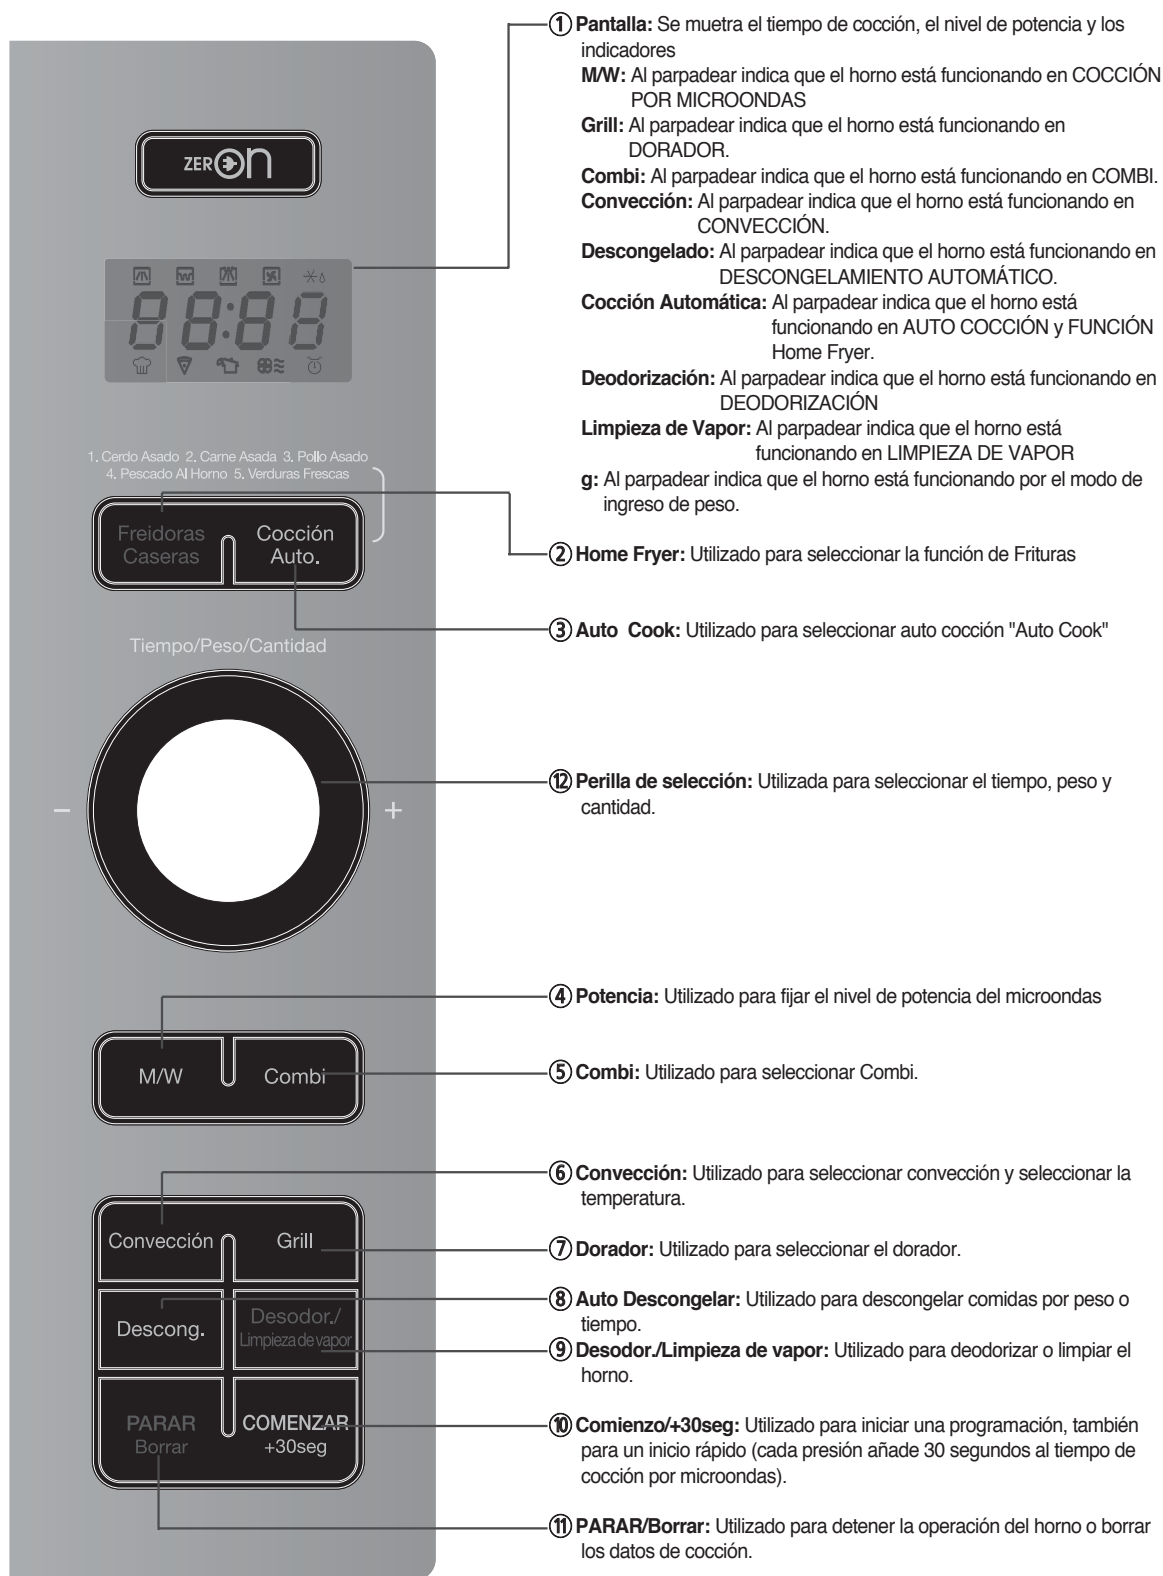 ① Pantalla: Se muetra el tiempo de cocción, el nivel de potencia y los
indicadores
M/W: Al parpadear indica que el horno está funcionando en COCCIÓN
POR MICROONDAS
Grill: Al parpadear indica que el horno está funcionando en
DORADOR.
Combi: Al parpadear indica que el horno está funcionando en COMBI.
Convección: Al parpadear indica que el horno está funcionando en
CONVECCIÓN.
Descongelado: Al parpadear indica que el horno está funcionando en
DESCONGELAMIENTO AUTOMÁTICO.
Cocción Automática: Al parpadear indica que el horno está
funcionando en AUTO COCCIÓN y FUNCIÓN
Home Fryer.
Deodorización: Al parpadear indica que el horno está funcionando en
DEODORIZACIÓN
Limpieza de Vapor: Al parpadear indica que el horno está
funcionando en LIMPIEZA DE VAPOR
g: Al parpadear indica que el horno está funcionando por el modo de
ingreso de peso.
② Home Fryer: Utilizado para seleccionar la función de Frituras
③ Auto Cook: Utilizado para seleccionar auto cocción "Auto Cook"
⑫ Perilla de selección: Utilizada para seleccionar el tiempo, peso y
cantidad.
④ Potencia: Utilizado para fijar el nivel de potencia del microondas
⑤ Combi: Utilizado para seleccionar Combi.
⑥ Convección: Utilizado para seleccionar convección y seleccionar la
temperatura.
⑦ Dorador: Utilizado para seleccionar el dorador.
⑧ Auto Descongelar: Utilizado para descongelar comidas por peso o
tiempo.
⑨ Desodor./Limpieza de vapor: Utilizado para deodorizar o limpiar el
horno.
⑩ Comienzo/+30seg: Utilizado para iniciar una programación, también
para un inicio rápido (cada presión añade 30 segundos al tiempo de
cocción por microondas).
⑪ PARAR/Borrar: Utilizado para detener la operación del horno o borrar
los datos de cocción.
ZERON
88:88
1. Cerdo Asado 2. Carne Asada 3. Pollo Asado
4. Pescado Al Horno 5. Verduras Frescas
Freidoras
Caseras
Cocción
Auto.
Tiempo/Peso/Cantidad
− +
M/W
Combi
Convección
Grill
Descong.
Desodor./
Limpieza de vapor
PARAR
Borrar
COMENZAR
+30seg